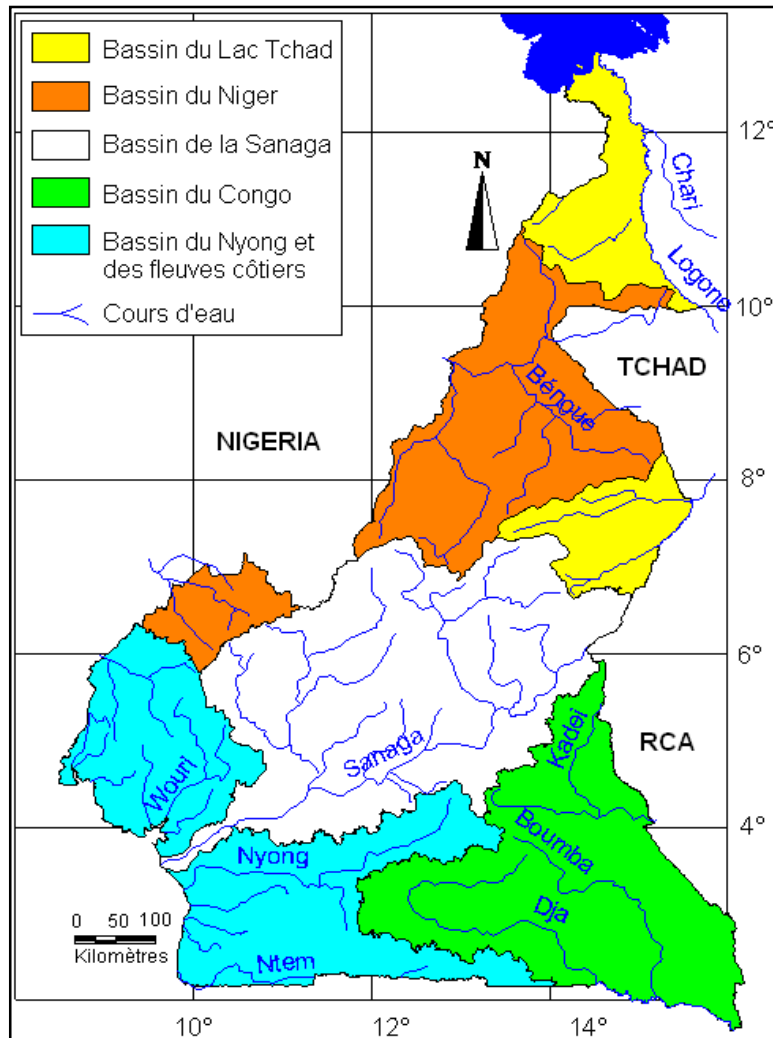 Bassin du Lac Tchad
Bassin du Niger
Bassin de la Sanaga
Bassin du Congo
Bassin du Nyong et
des fleuves côtiers
Cours d'eau
N
12°
Chari
Logone
10°
TCHAD
Béngue
NIGERIA
8°
6°
Kadei
RCA
Sanaga
Wouri
4°
Boumba
Nyong
Dja
0 50 100
Kilomètres
Ntem
10°
12°
14°